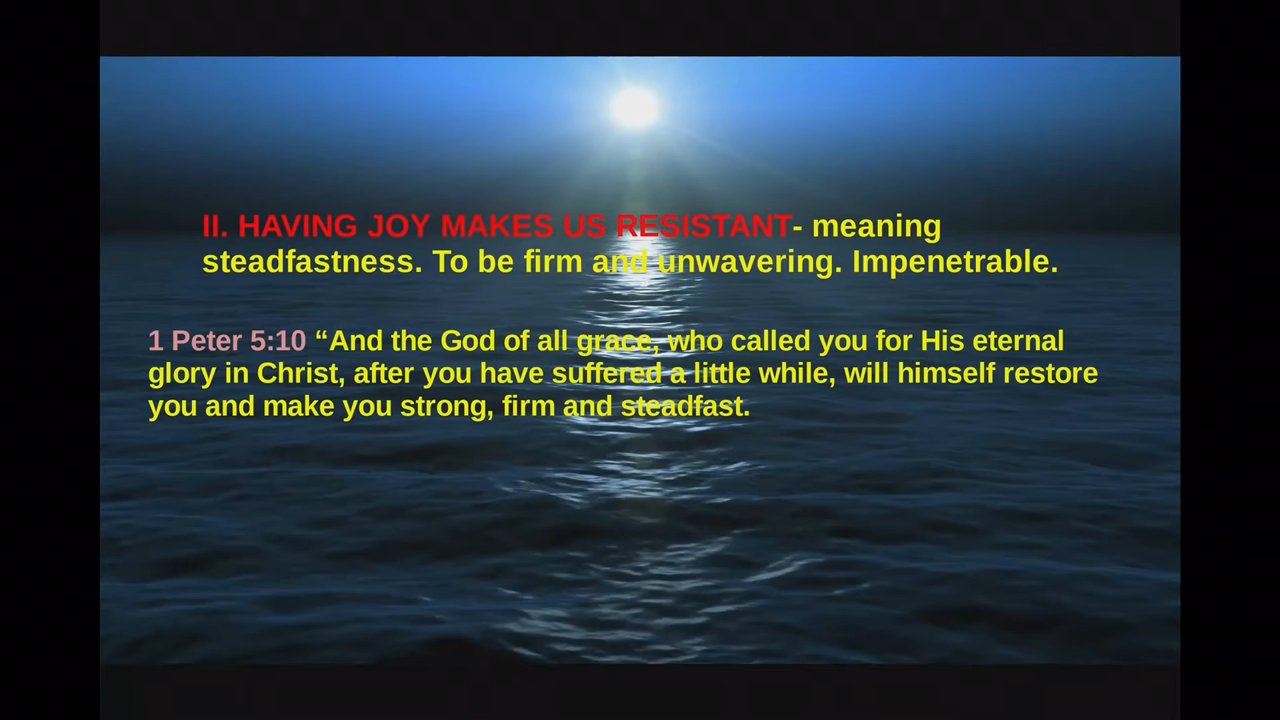 II. HAVING JOY MAKES US RESISTANT- meaning
steadfastness. To be firm and unwavering. Impenetrable.
1 Peter 5:10 “And the God of all grace, who called you for His eternal
glory in Christ, after you have suffered a little while, will himself restore
you and make you strong, firm and steadfast.